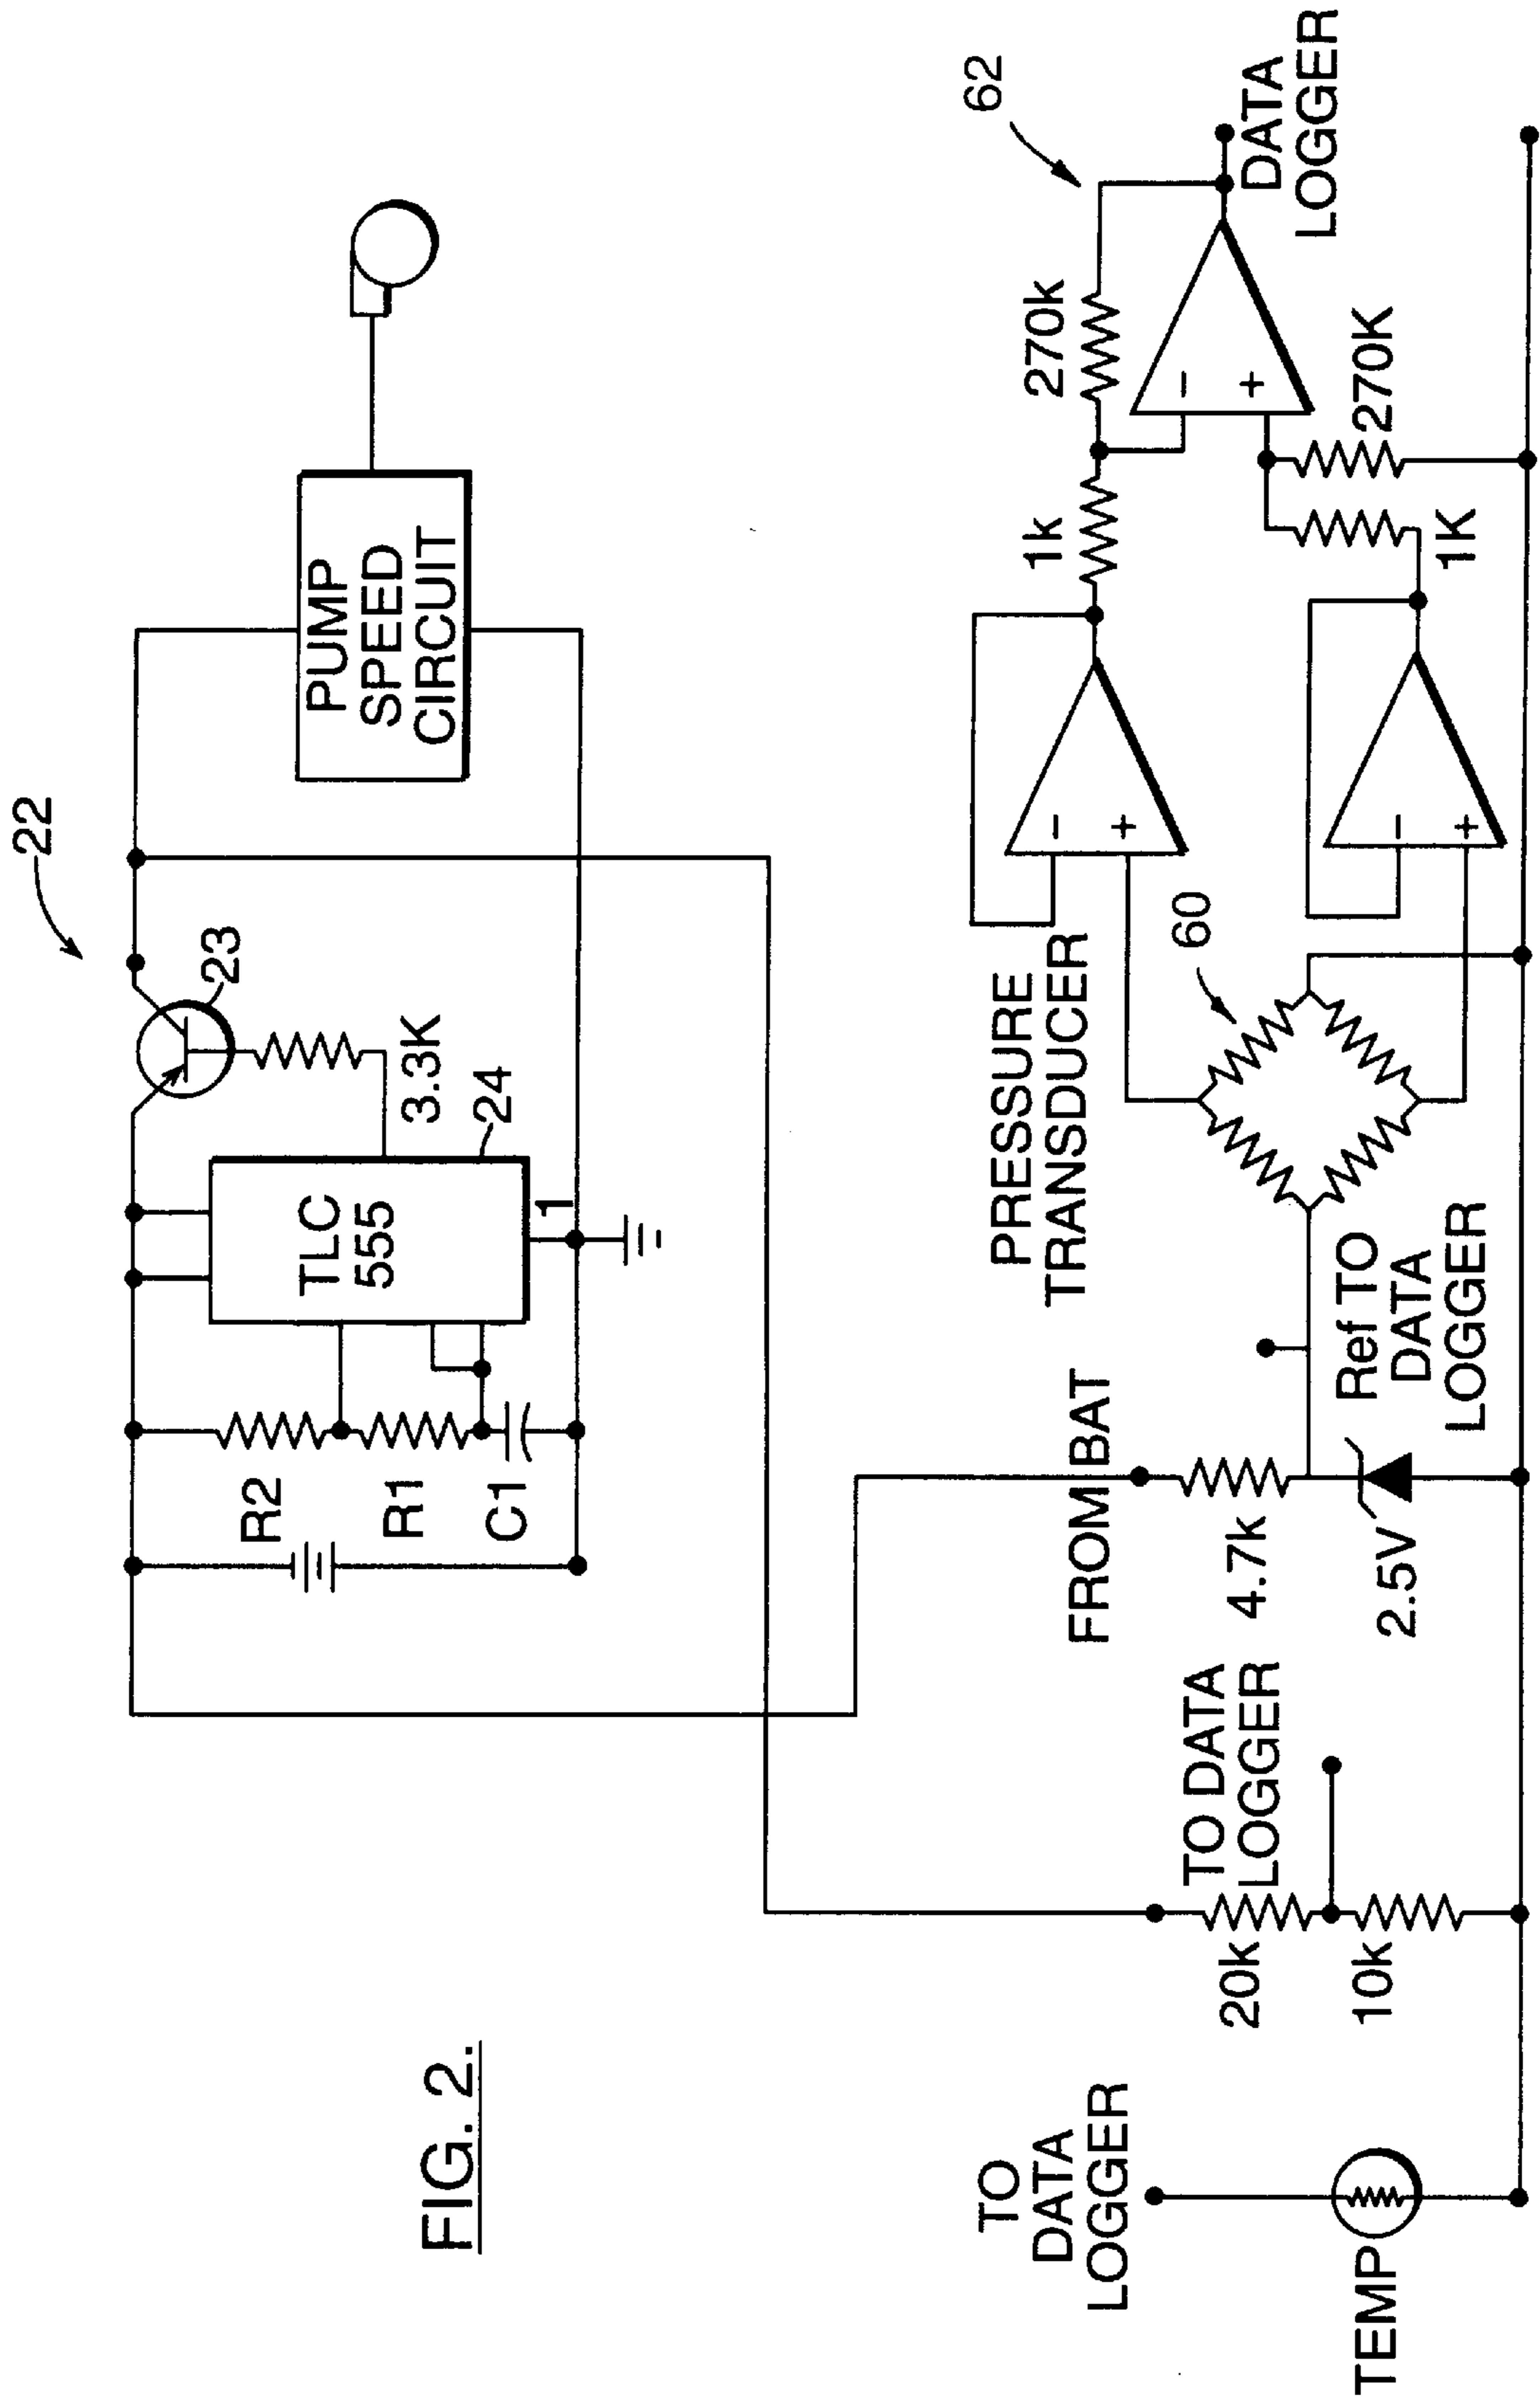 FIG. 2.
22
23
3.3K
24
TLC
555
1
R2
R1
C1
PUMP
SPEED
CIRCUIT
TO
DATA
LOGGER
TEMP
TO DATA
LOGGER
20k
10k
FROM BAT
4.7k
2.5V
Ref TO
DATA
LOGGER
PRESSURE
TRANSDUCER
60
-
+
-
+
1k
1K
270k
270K
-
+
62
DATA
LOGGER